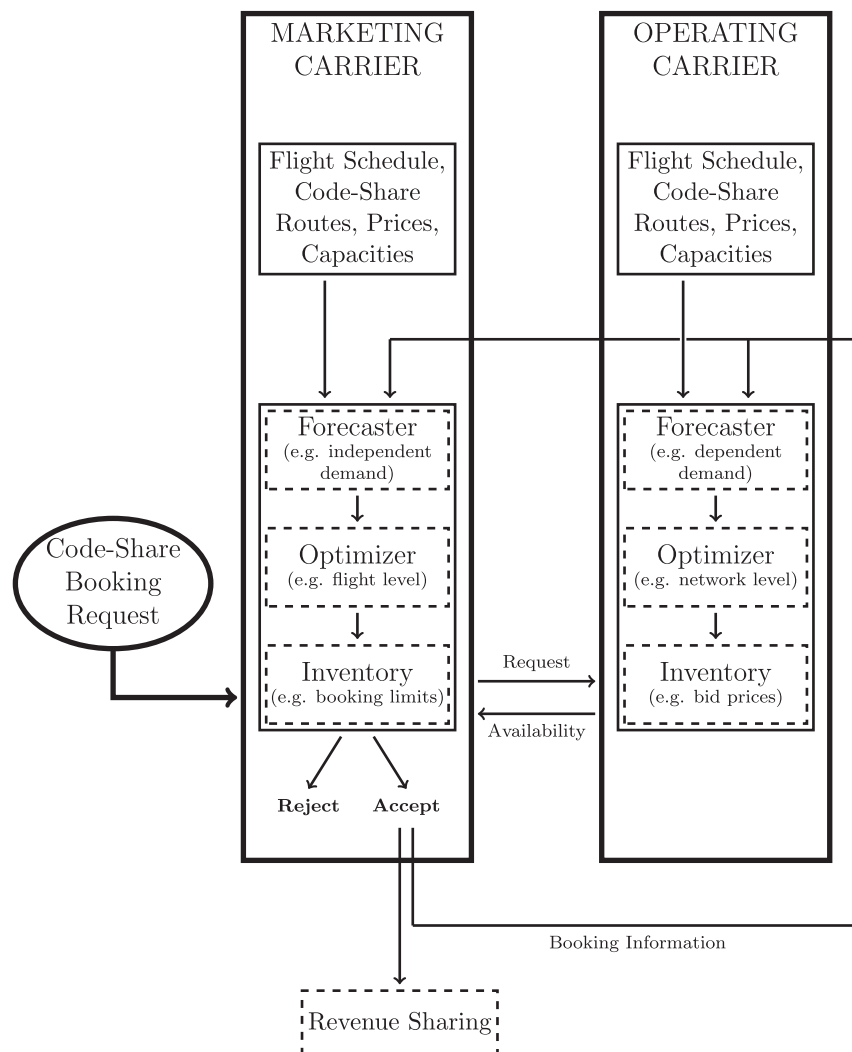 MARKETING
CARRIER
Flight Schedule,
Code-Share
Routes, Prices,
Capacities
Forecaster
(e.g. independent
demand)
Optimizer
(e.g. flight level)
Inventory
(e.g. booking limits)
Reject
Accept
OPERATING
CARRIER
Flight Schedule,
Code-Share
Routes, Prices,
Capacities
Forecaster
(e.g. dependent
demand)
Optimizer
(e.g. network level)
Inventory
(e.g. bid prices)
Code-Share
Booking
Request
Request
Availability
Booking Information
Revenue Sharing